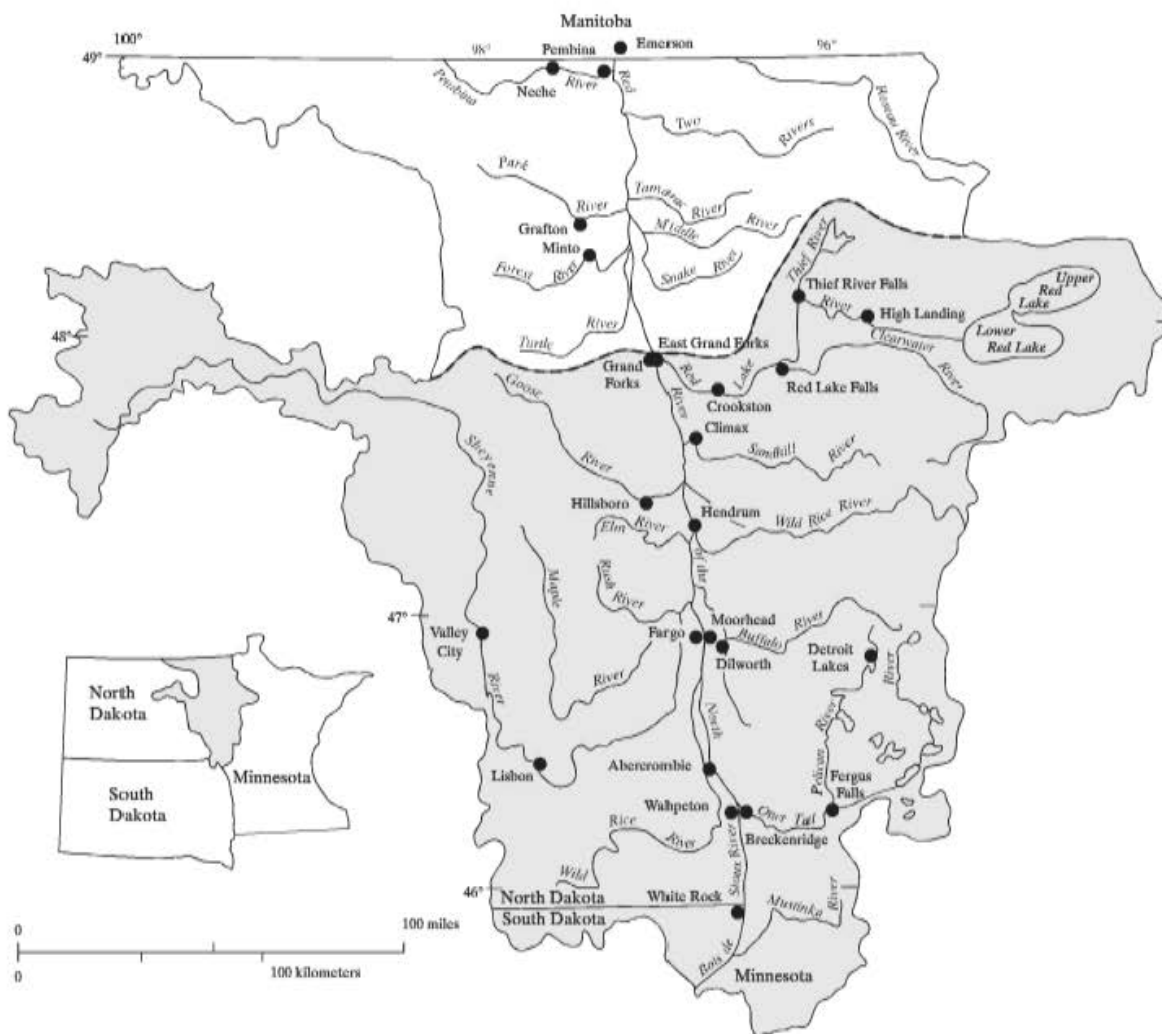 Manitoba
100°
98°
96°
49°
Pembina
Emerson
Pembina
Neche
River
Red
Two
Rivers
Roseau River
Park
River
Tamarac
River
Grafton
Middle
River
Minto
Forest
River
Snake
River
Thief River
Thief River Falls
River
High Landing
Upper
Red
Lake
Lower
Red Lake
48°
Turtle
River
East Grand Forks
Clearwater
River
Grand
Forks
Red
Lake
Red Lake Falls
Goose
River
River
Crookston
Climax
Sandhill
River
Sheyenne
Hillsboro
Hendrum
Wild Rice River
Elm
River
of the
Maple
Rush
River
47°
Valley
City
Fargo
Moorhead
Buffalo
River
Dilworth
Detroit
Lakes
River
River
River
North
Pelican
River
Lisbon
Abercrombie
Fergus
Falls
Wahpeton
Otter
Tail
Breckenridge
Rice
River
Wild
Sioux River
46°
North Dakota
South Dakota
White Rock
Mustinka
River
Bois de
Minnesota
North
Dakota
South
Dakota
Minnesota
0
100 miles
0
100 kilometers